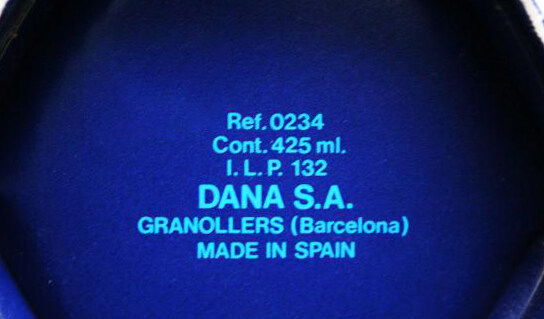 Ref. 0234
Cont. 425 ml.
I. L. P. 132
DANA S.A.
GRANOLLERS (Barcelona)
MADE IN SPAIN